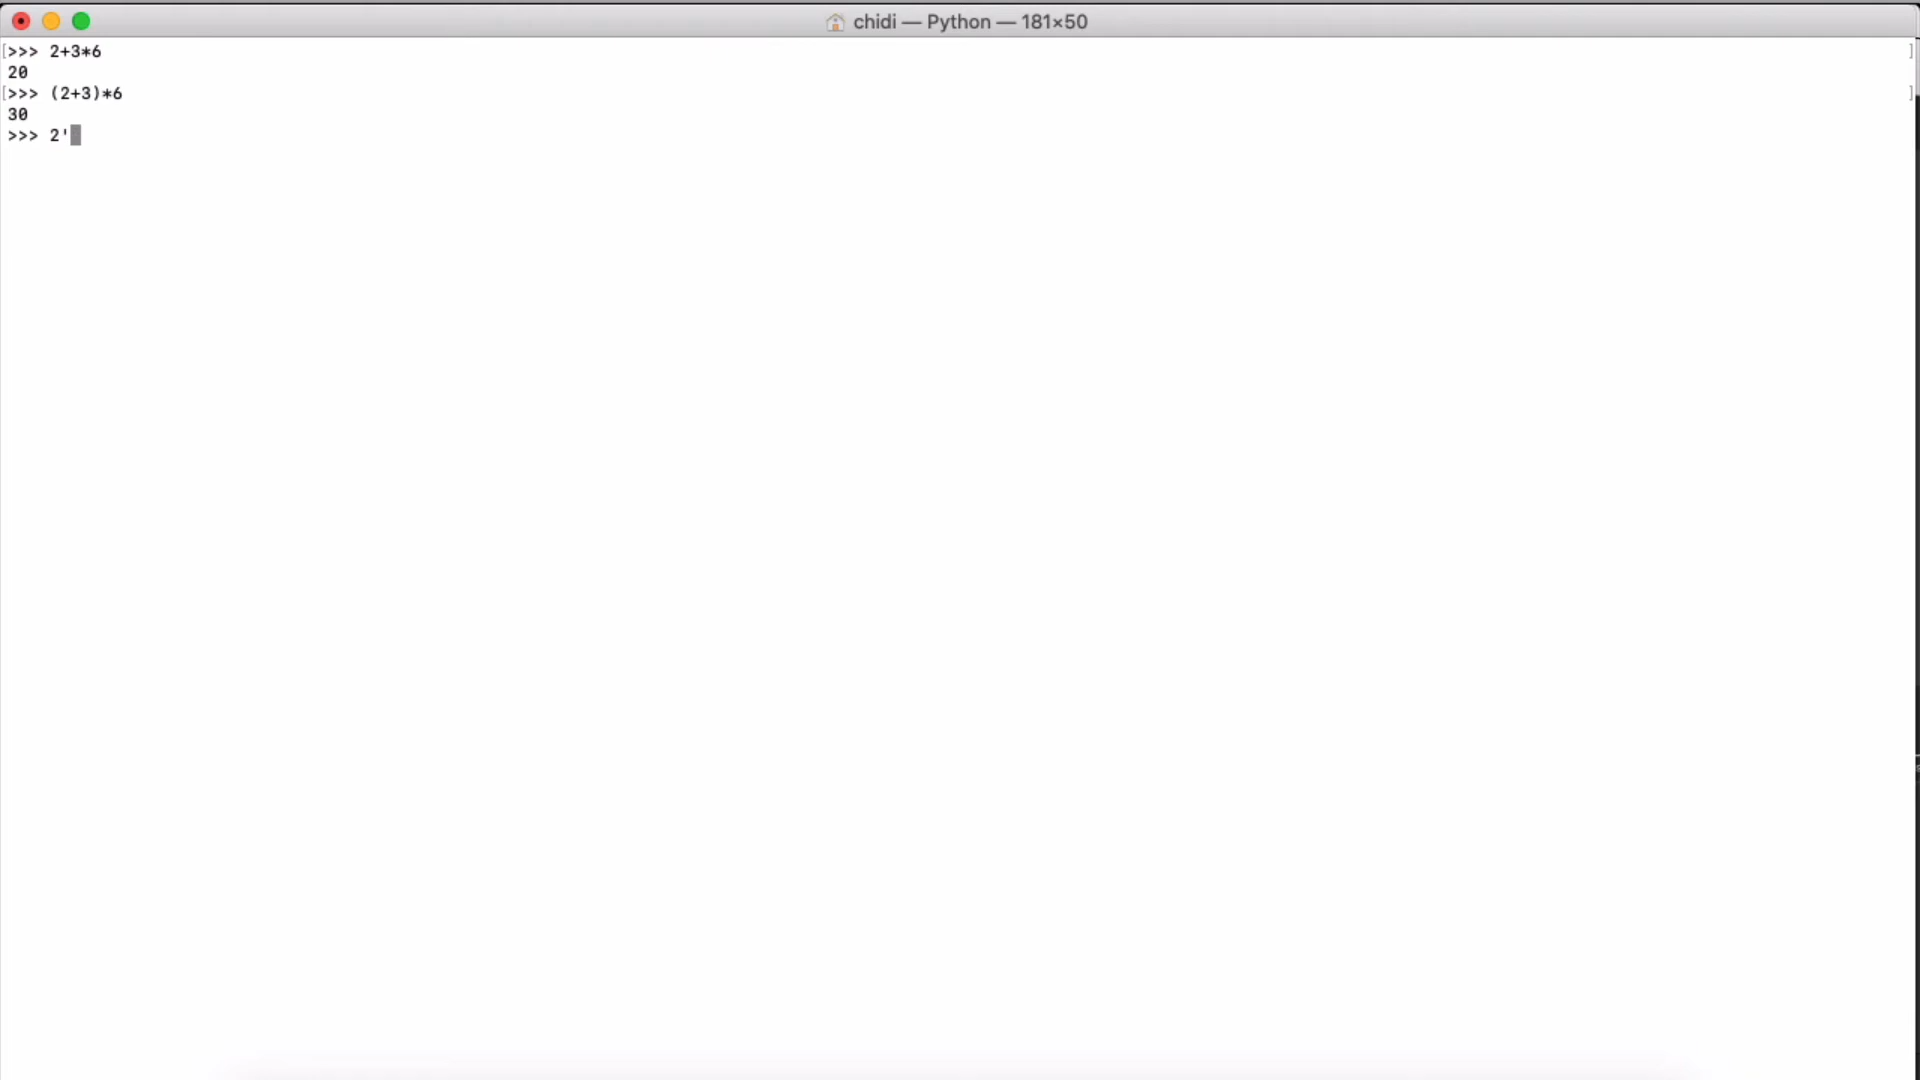 chidi — Python — 181×50
[>>> 2+3*6 ]
20
[>>> (2+3)*6 ]
30
>>> 2'